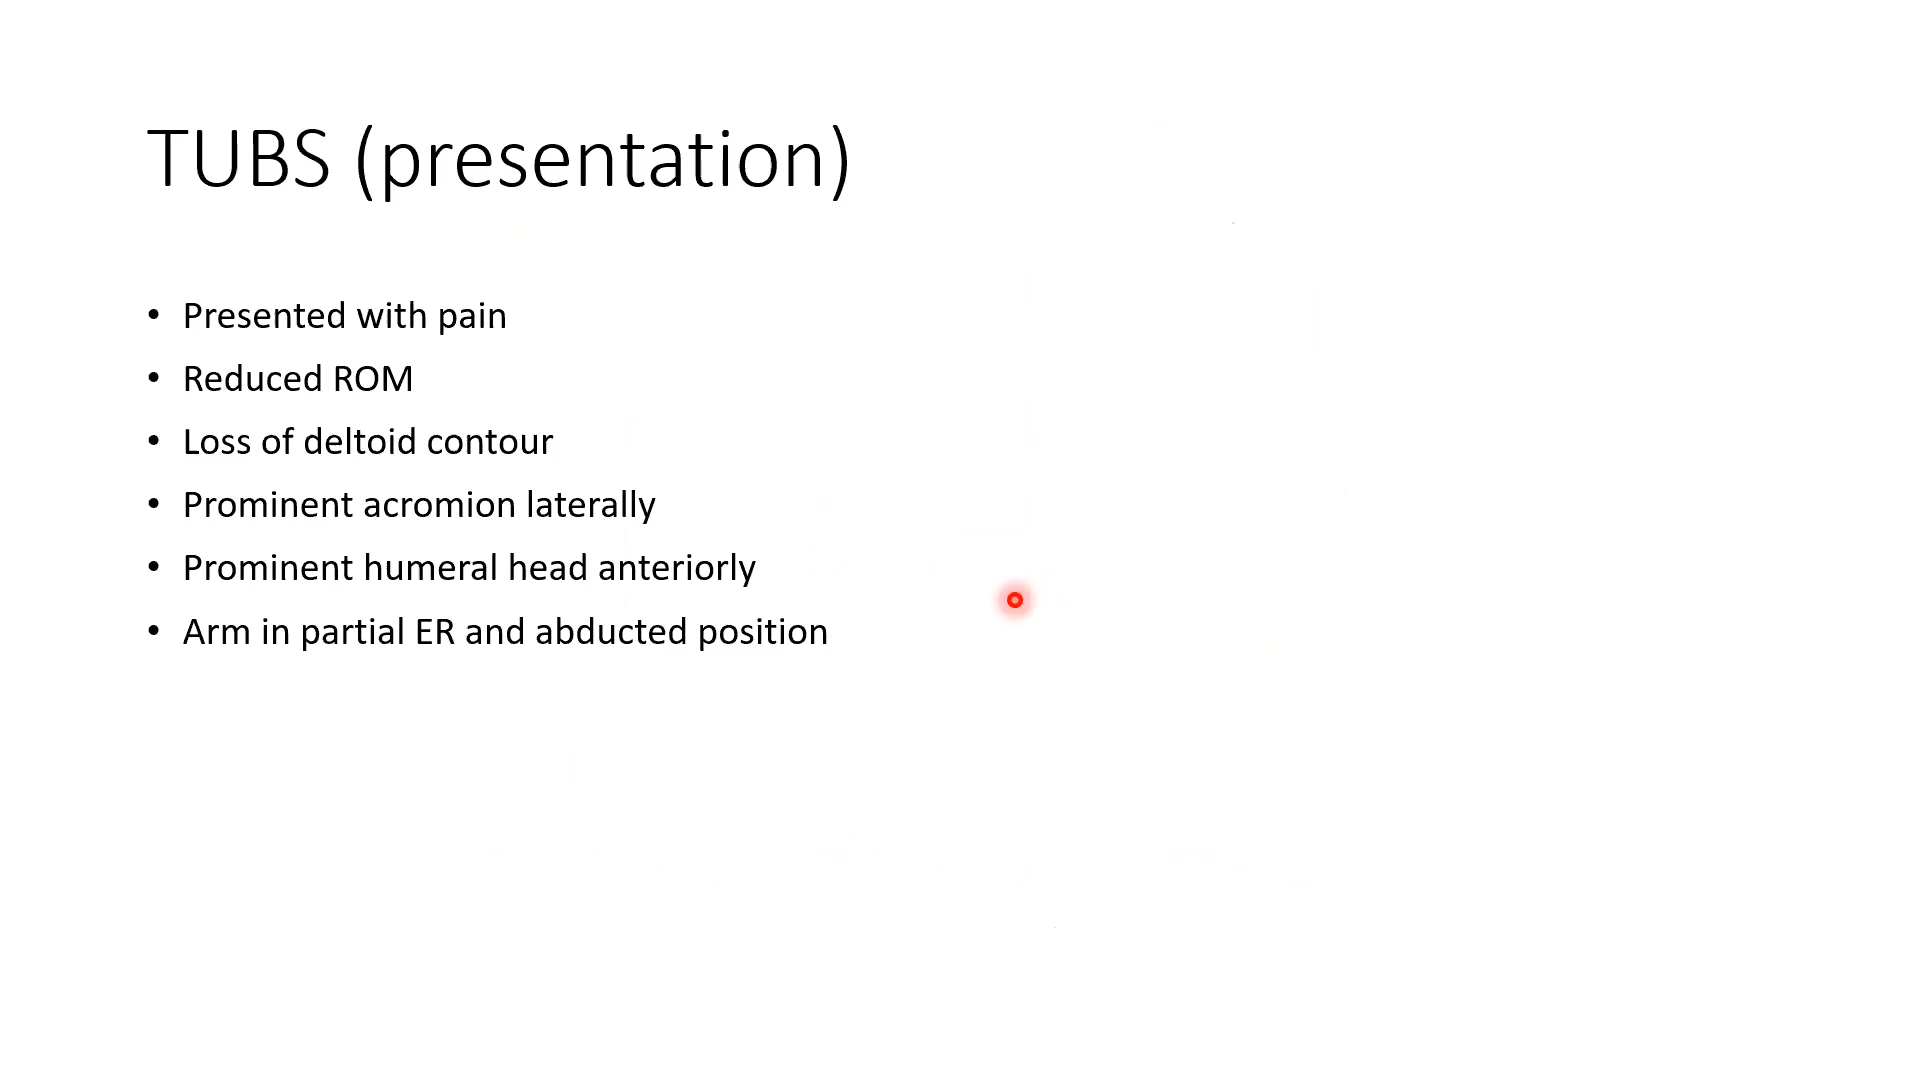 TUBS (presentation)
• Presented with pain
• Reduced ROM
• Loss of deltoid contour
• Prominent acromion laterally
• Prominent humeral head anteriorly
• Arm in partial ER and abducted position